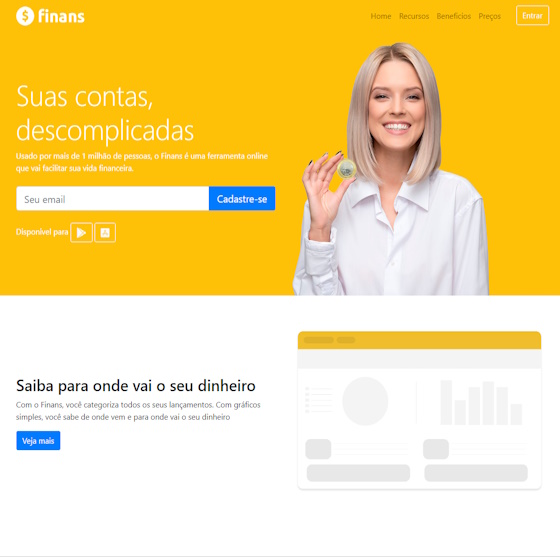 finans
Home Recursos Benefícios Preços Entrar
Suas contas,
descomplicadas
Usado por mais de 1 milhão de pessoas, o Finans é uma ferramenta online
que vai facilitar sua vida financeira.
Seu email Cadastre-se
Disponível para
Saiba para onde vai o seu dinheiro
Com o Finans, você categoriza todos os seus lançamentos. Com gráficos
simples, você sabe de onde vem e para onde vai o seu dinheiro
Veja mais